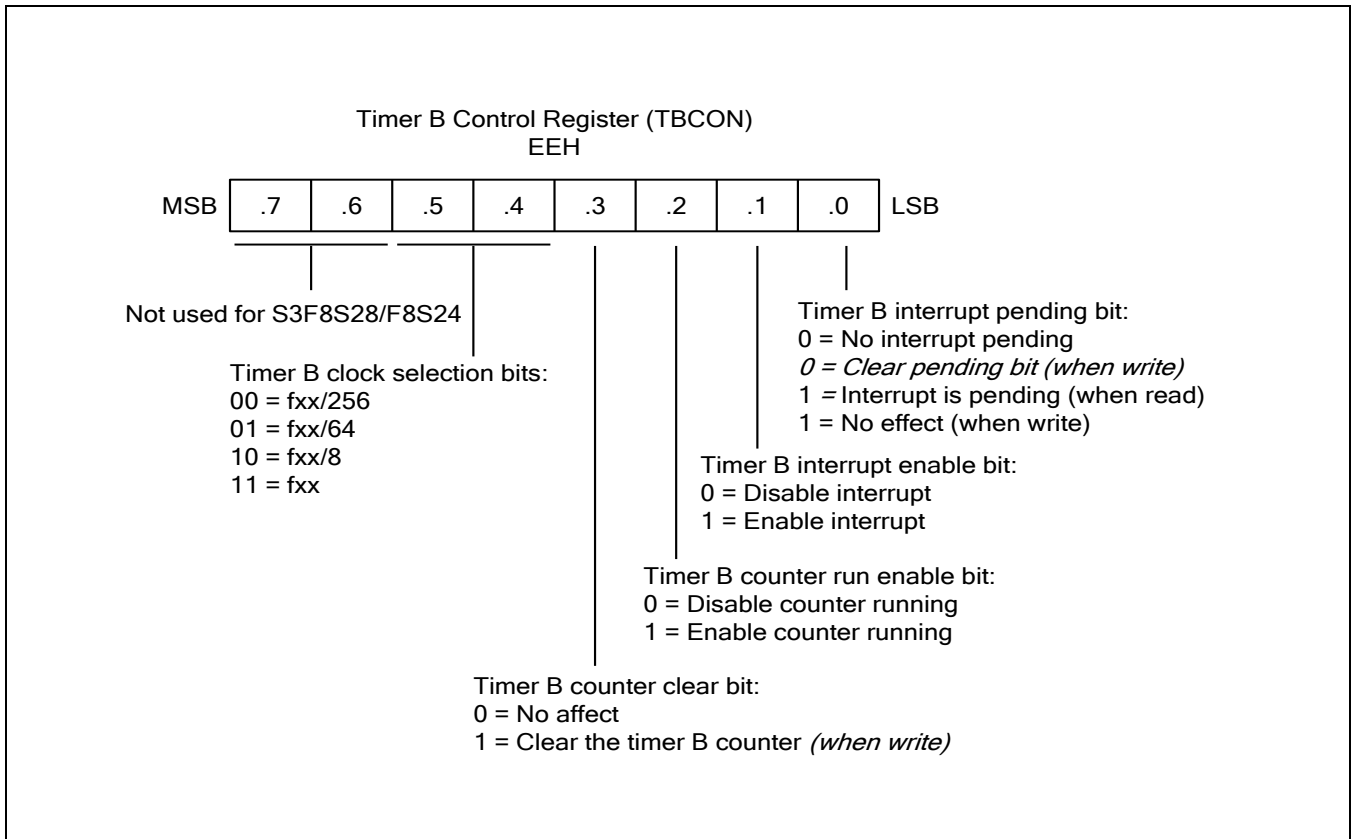 Timer B Control Register (TBCON)
EEH
MSB .7 .6 .5 .4 .3 .2 .1 .0 LSB
Not used for S3F8S28/F8S24
Timer B clock selection bits:
00 = fxx/256
01 = fxx/64
10 = fxx/8
11 = fxx
Timer B interrupt pending bit:
0 = No interrupt pending
0 = Clear pending bit (when write)
1 = Interrupt is pending (when read)
1 = No effect (when write)
Timer B interrupt enable bit:
0 = Disable interrupt
1 = Enable interrupt
Timer B counter run enable bit:
0 = Disable counter running
1 = Enable counter running
Timer B counter clear bit:
0 = No affect
1 = Clear the timer B counter (when write)